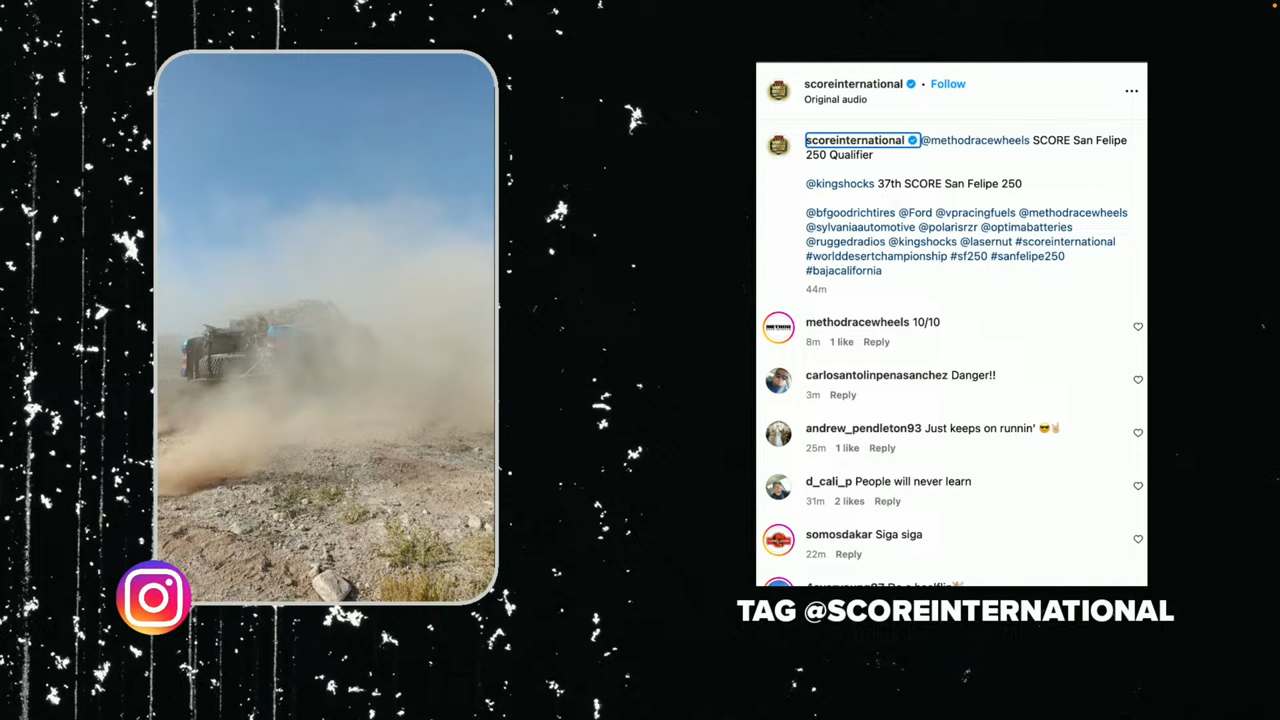 scoreinternational • Follow
Original audio
scoreinternational @methodracewheels SCORE San Felipe
250 Qualifier
@kingshocks 37th SCORE San Felipe 250
@bfgoodrichtires @Ford @vpracingfuels @methodracewheels
@sylvaniaautomotive @polarisrzr @optimabatteries
@ruggedradios @kingshocks @lasernut #scoreinternational
#worlddesertchampionship #sf250 #sanfelipe250
#bajacalifornia
44m
METHOD
methodracewheels 10/10
8m 1 like Reply
carlosantolinpenasanchez Danger!!
3m Reply
andrew_pendleton93 Just keeps on runnin’ 😎🤘🏼
25m 1 like Reply
d_cali_p People will never learn
31m 2 likes Reply
somosdakar Siga siga
22m Reply
TAG @SCOREINTERNATIONAL